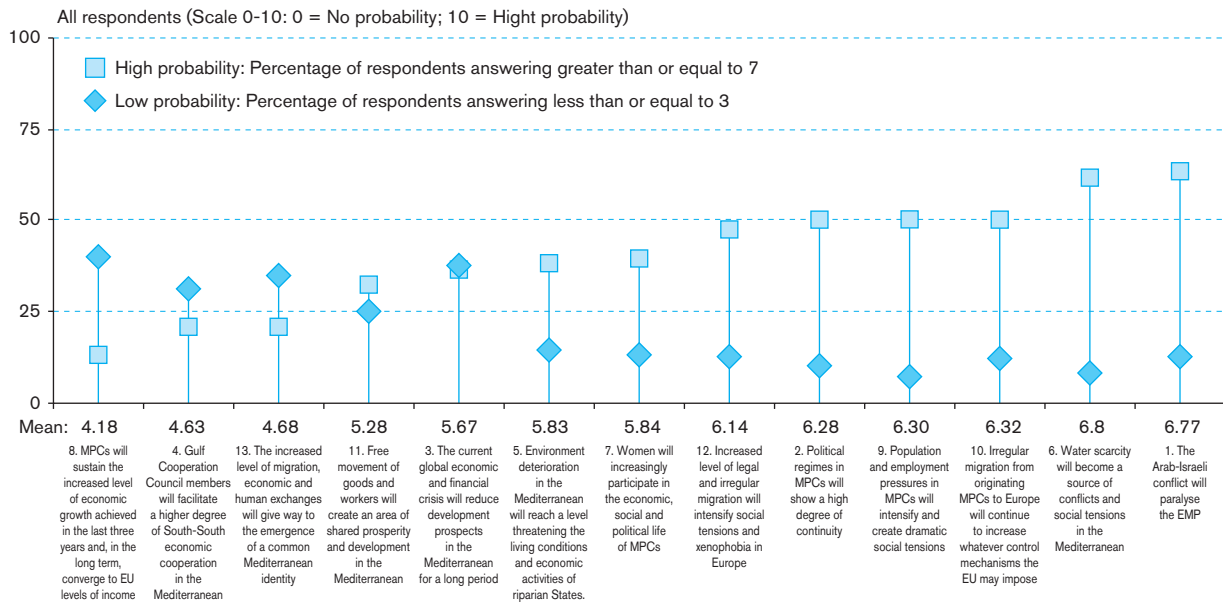 All respondents (Scale 0-10: 0 = No probability; 10 = Hight probability)
100
High probability: Percentage of respondents answering greater than or equal to 7
Low probability: Percentage of respondents answering less than or equal to 3
75
50
25
0
Mean: 4.18 4.63 4.68 5.28 5.67 5.83 5.84 6.14 6.28 6.30 6.32 6.8 6.77
8. MPCs will
sustain the
increased level
of economic
growth achieved
in the last three
years and, in the
long term,
converge to EU
levels of income
4. Gulf
Cooperation
Council members
will facilitate
a higher degree
of South-South
economic
cooperation
in the
Mediterranean
13. The increased
level of migration,
economic and
human exchanges
will give way to
the emergence
of a common
Mediterranean
identity
11. Free
movement of
goods and
workers will
create an area of
shared prosperity
and development
in the
Mediterranean
3. The current
global economic
and financial
crisis will reduce
development
prospects
in the
Mediterranean
for a long period
5. Environment
deterioration
in the
Mediterranean
will reach a level
threatening the
living conditions
and economic
activities of
riparian States.
7. Women will
increasingly
participate in
the economic,
social and
political life
of MPCs
12. Increased
level of legal
and irregular
migration will
intensify social
tensions and
xenophobia in
Europe
2. Political
regimes in
MPCs will
show a high
degree of
continuity
9. Population
and employment
pressures in
MPCs will
intensify and
create dramatic
social tensions
10. Irregular
migration from
originating
MPCs to Europe
will continue
to increase
whatever control
mechanisms the
EU may impose
6. Water scarcity
will become a
source of
conflicts and
social tensions
in the
Mediterranean
1. The
Arab-Israeli
conflict will
paralyse
the EMP